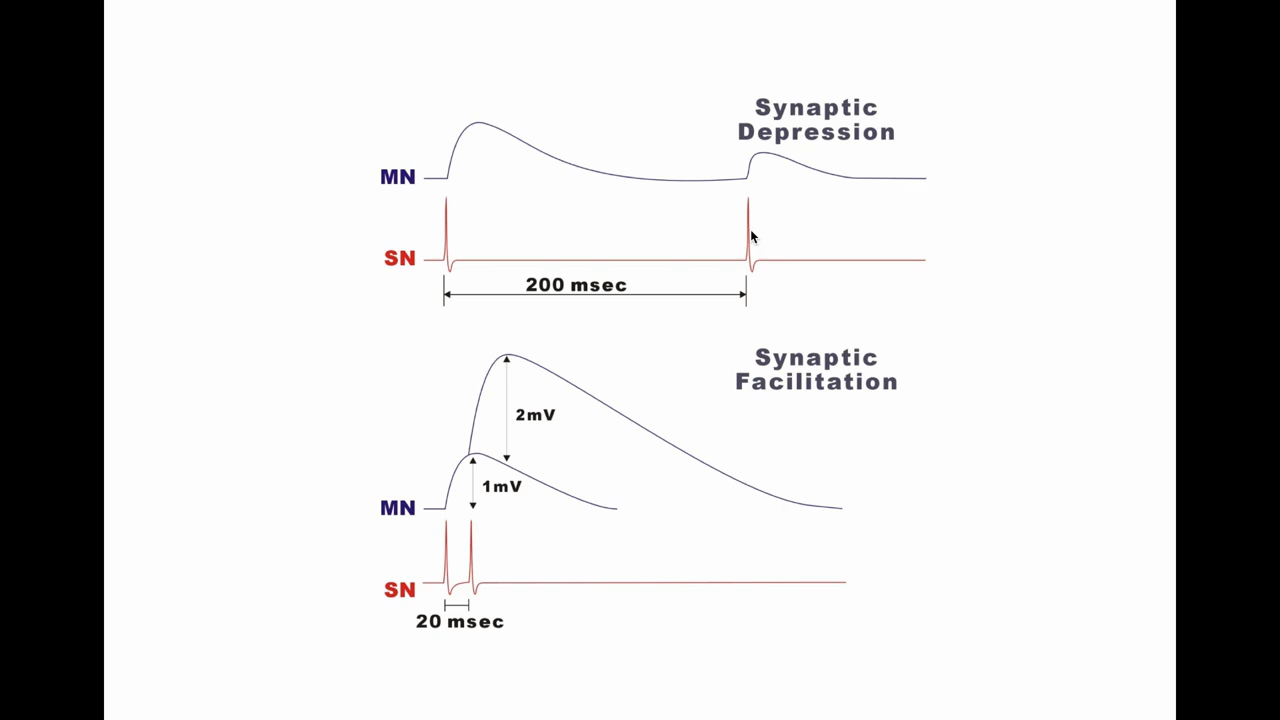 Synaptic
Depression
MN
SN
200 msec
Synaptic
Facilitation
2mV
1mV
MN
SN
20 msec